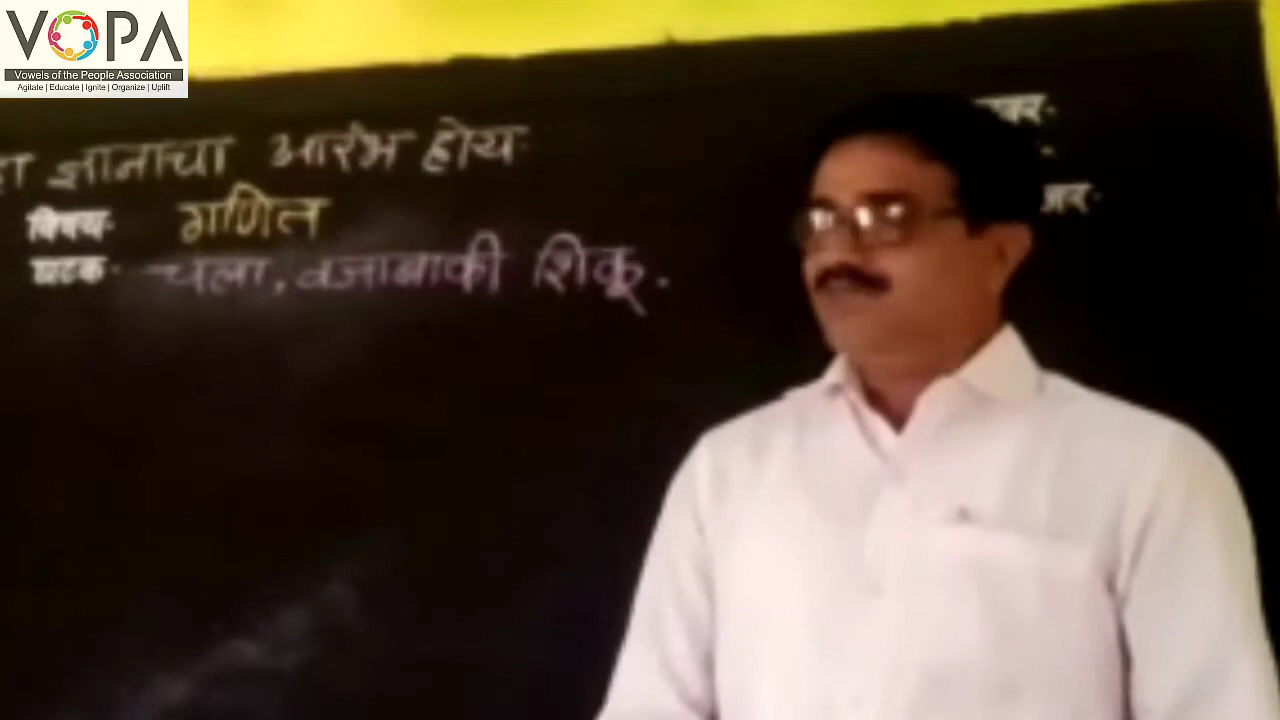 VOPA
Vowels of the People Association
Agitate | Educate | Ignite | Organize | Uplift
ज्ञानाचा आरंभ होय.
विषय- गणित
घटक- चला, वजाबाकी शिकू.